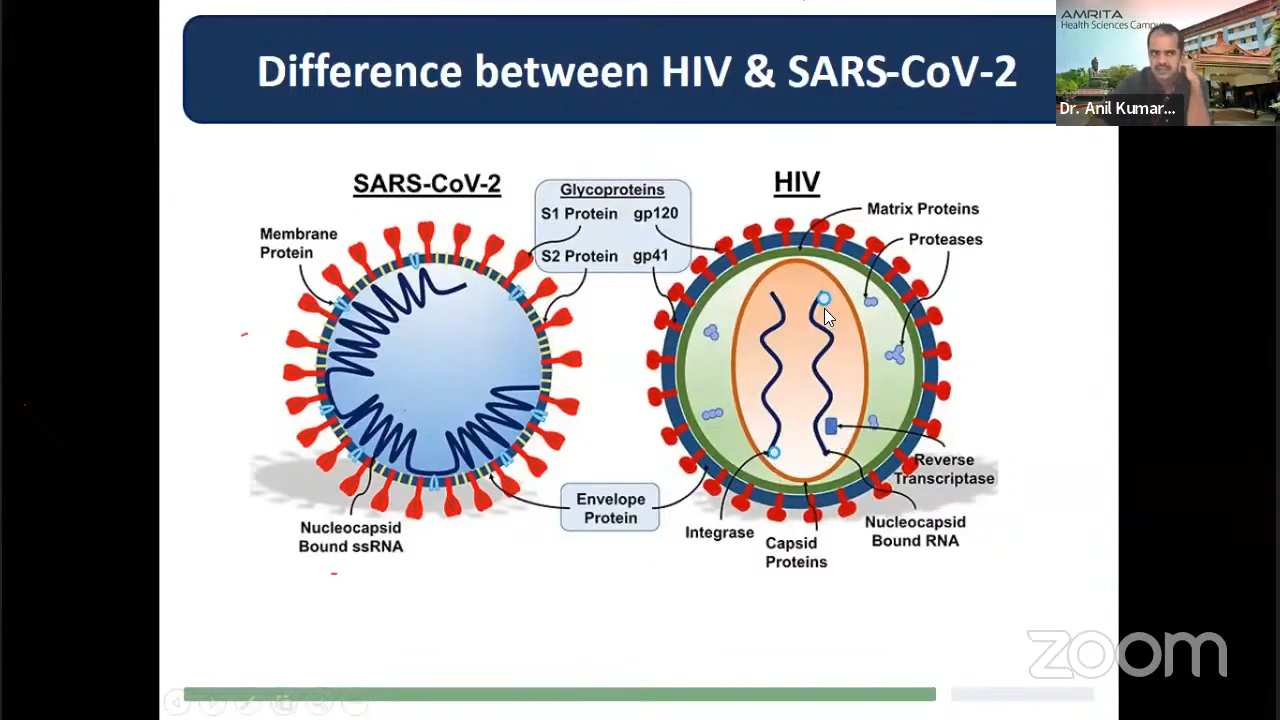 Difference between HIV & SARS-CoV-2
AMRITA
Health Sciences Campus
Dr. Anil Kumar...
SARS-CoV-2
Glycoproteins
S1 Protein gp120
S2 Protein gp41
HIV
Membrane
Protein
Matrix Proteins
Proteases
Nucleocapsid
Bound ssRNA
Envelope
Protein
Integrase
Capsid
Proteins
Reverse
Transcriptase
Nucleocapsid
Bound RNA
zoom